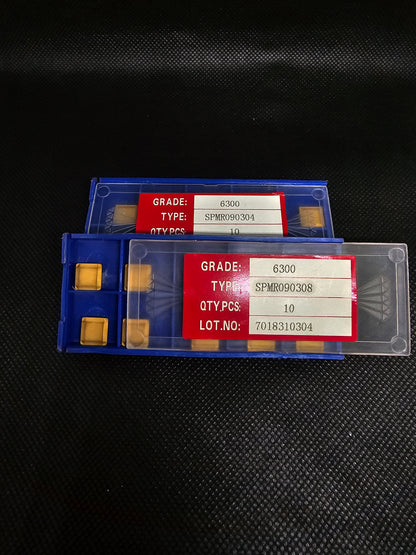 GRADE: 6300
TYPE: SPMR090304
QTY,PCS 10
GRADE: 6300
TYPE: SPMR090308
QTY,PCS: 10
LOT.NO: 7018310304